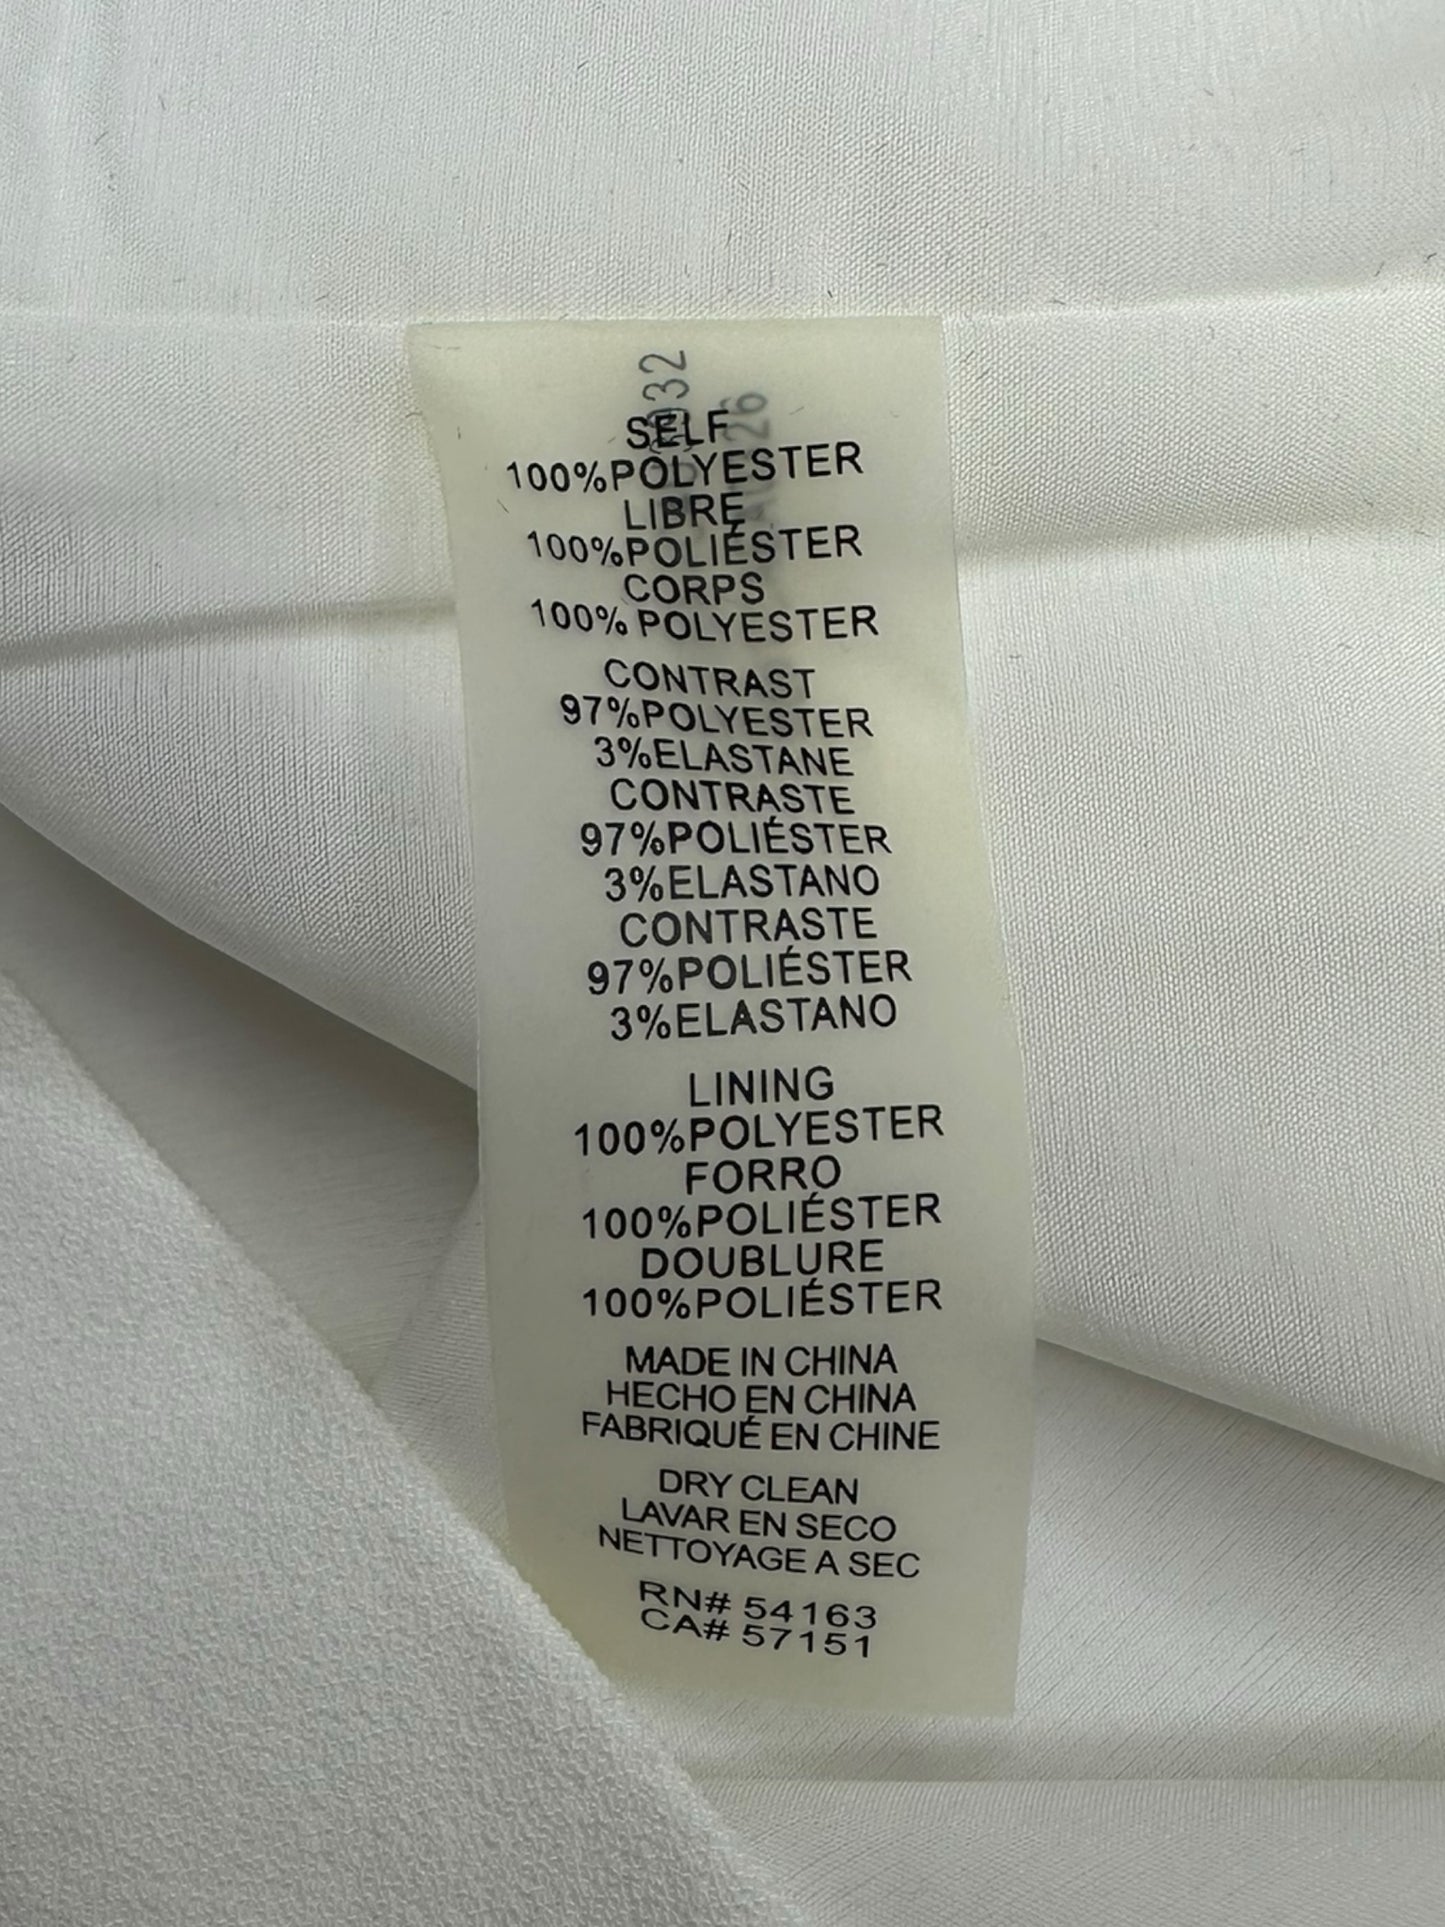 SELF
100%POLYESTER
LIBRE
100%POLIÉSTER
CORPS
100% POLYESTER
CONTRAST
97%POLYESTER
3%ELASTANE
CONTRASTE
97%POLIÉSTER
3%ELASTANO
CONTRASTE
97%POLIÉSTER
3%ELASTANO
LINING
100%POLYESTER
FORRO
100%POLIÉSTER
DOUBLURE
100%POLIÉSTER
MADE IN CHINA
HECHO EN CHINA
FABRIQUÉ EN CHINE
DRY CLEAN
LAVAR EN SECO
NETTOYAGE A SEC
RN# 54163
CA# 57151